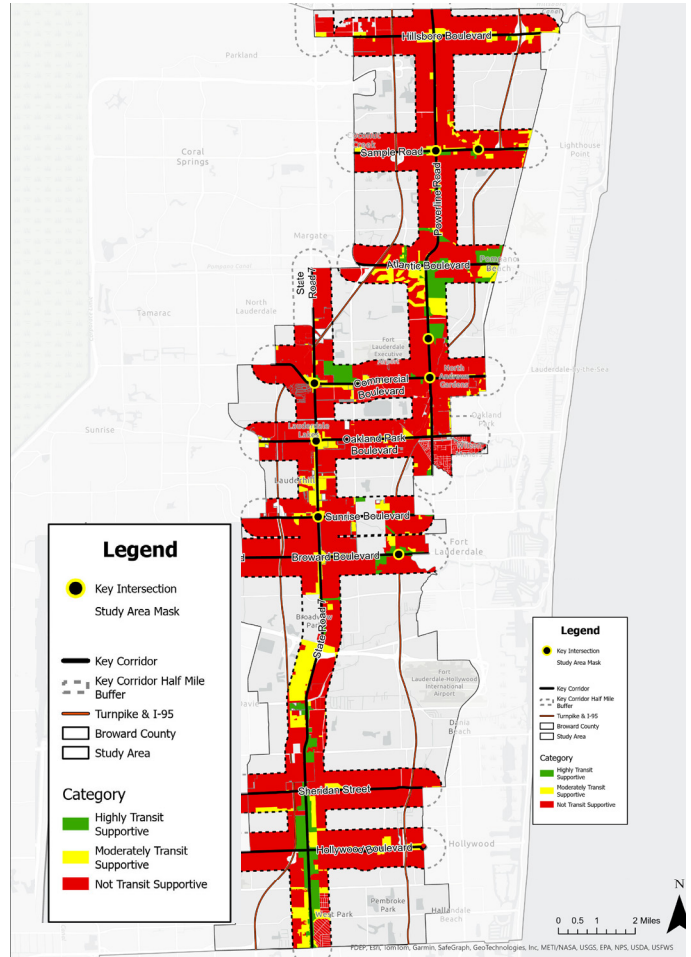 Parkland
Hillsboro Boulevard
Coral
Springs
Creek
Sample Road
Lighthouse
Point
Powerline Road
Margate
Atlantic Boulevard
Pompano
Beach
State
Road 7
North
Lauderdale
Tamarac
Fort
Lauderdale
Executive
Commercial
Boulevard
North
Andrews
Gardens
Lauderdale-by-the-Sea
Oakland
Park
Lauderdale
Lakes
Oakland Park
Boulevard
Sunrise
Lauderhill
Sunrise Boulevard
Broward Boulevard
Fort
Lauderdale
State Road 7
Broadview
Park
Fort
Lauderdale-Hollywood
International
Airport
Davie
Dania
Beach
Sheridan Street
Hollywood Boulevard
Hollywood
Pembroke
Park
West Park
Hallandale
Beach
Legend
Key Intersection
Study Area Mask
Key Corridor
Key Corridor Half Mile
Buffer
Turnpike & I-95
Broward County
Study Area
Category
Highly Transit
Supportive
Moderately Transit
Supportive
Not Transit Supportive
Legend
Key Intersection
Study Area Mask
Key Corridor
Key Corridor Half Mile
Buffer
Turnpike & I-95
Broward County
Study Area
Category
Highly Transit
Supportive
Moderately Transit
Supportive
Not Transit Supportive
N
0 0.5 1 2 Miles
FDEP, Esri, TomTom, Garmin, SafeGraph, GeoTechnologies, Inc, METI/NASA, USGS, EPA, NPS, USDA, USFWS